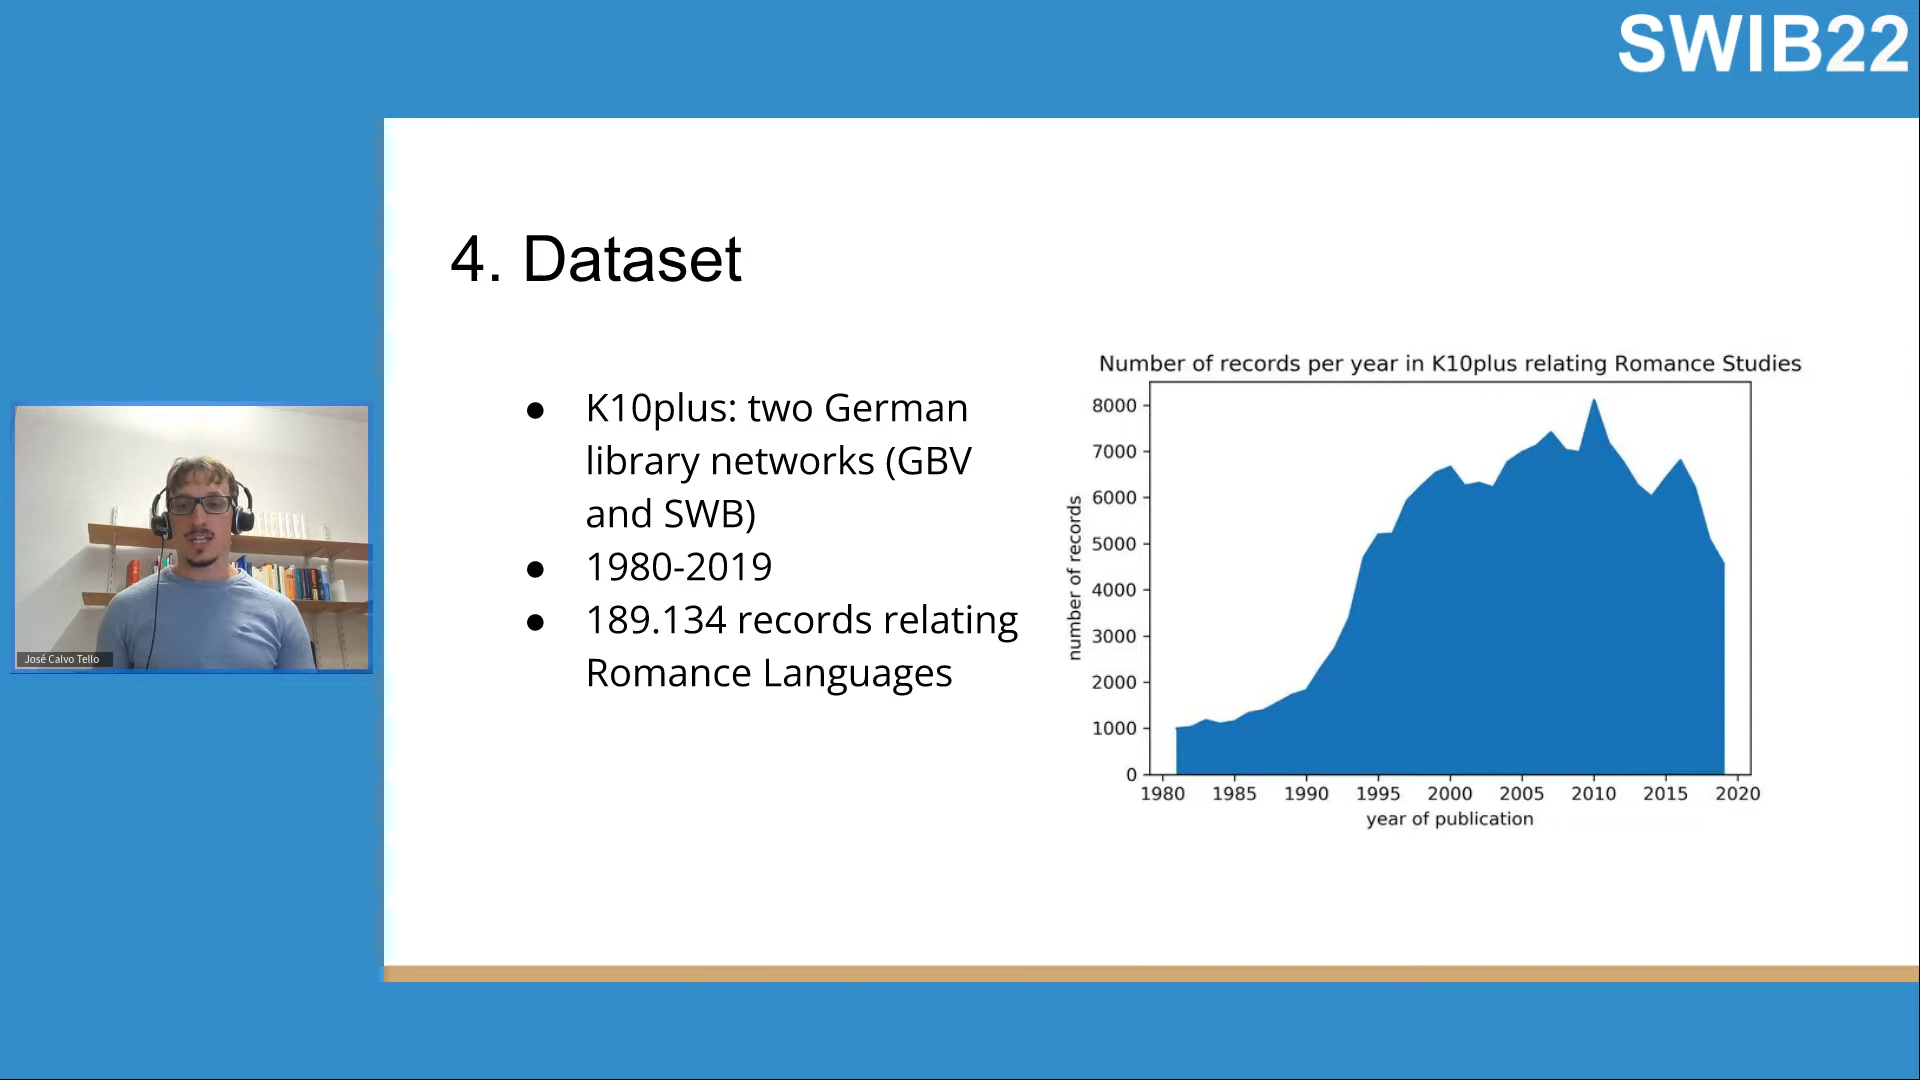 SWIB22
4. Dataset
● K10plus: two German
library networks (GBV
and SWB)
● 1980-2019
● 189.134 records relating
Romance Languages
Number of records per year in K10plus relating Romance Studies
number of records
8000
7000
6000
5000
4000
3000
2000
1000
0
1980 1985 1990 1995 2000 2005 2010 2015 2020
year of publication
José Calvo Tello